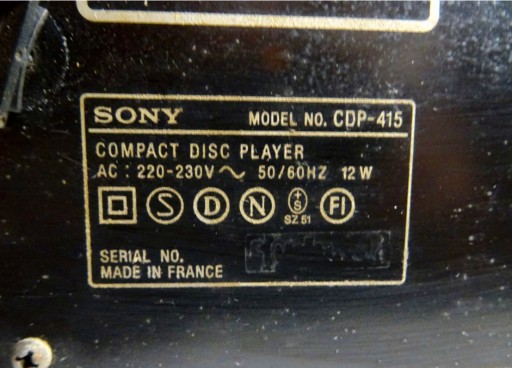 SONY MODEL NO. CDP-415
COMPACT DISC PLAYER
AC : 220-230V ~ 50/60HZ 12 W
S D N +S FI
SZ 51
SERIAL NO.
MADE IN FRANCE